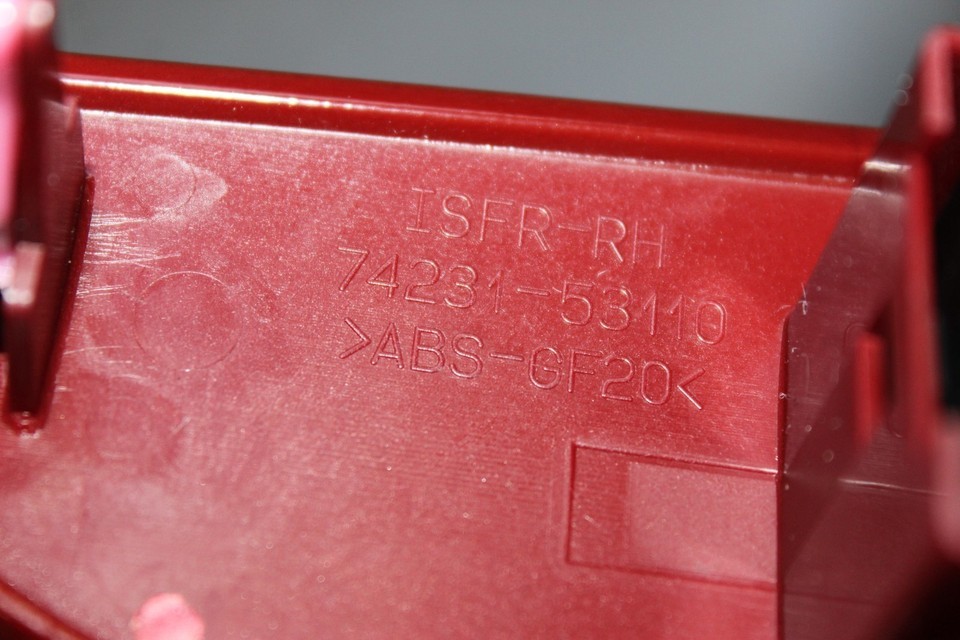 ISFR-RH
74231-53110
>ABS-GF20<